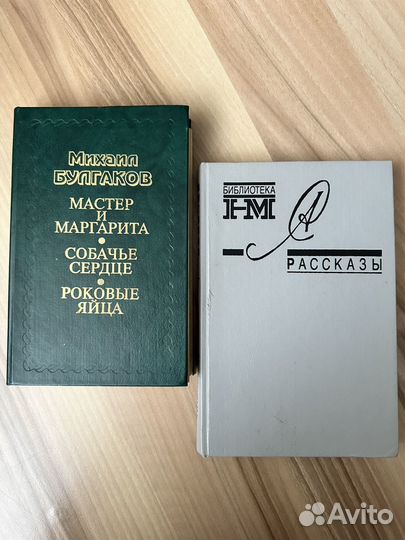 Михаил
БУЛГАКОВ
МАСТЕР
И
МАРГАРИТА
•
СОБАЧЬЕ
СЕРДЦЕ
•
РОКОВЫЕ
ЯЙЦА
БИБЛИОТЕКА
НМ
РАССКАЗЫ
Avito